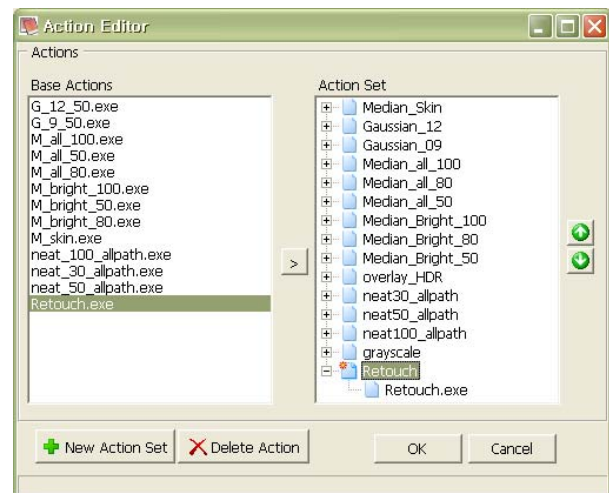 Action Editor
Actions
Base Actions
G_12_50.exe
G_9_50.exe
M_all_100.exe
M_all_50.exe
M_all_80.exe
M_bright_100.exe
M_bright_50.exe
M_bright_80.exe
M_skin.exe
neat_100_allpath.exe
neat_30_allpath.exe
neat_50_allpath.exe
Retouch.exe
>
Action Set
Median_Skin
Gaussian_12
Gaussian_09
Median_all_100
Median_all_80
Median_all_50
Median_Bright_100
Median_Bright_80
Median_Bright_50
overlay_HDR
neat30_allpath
neat50_allpath
neat100_allpath
grayscale
Retouch
Retouch.exe
New Action Set
Delete Action
OK
Cancel